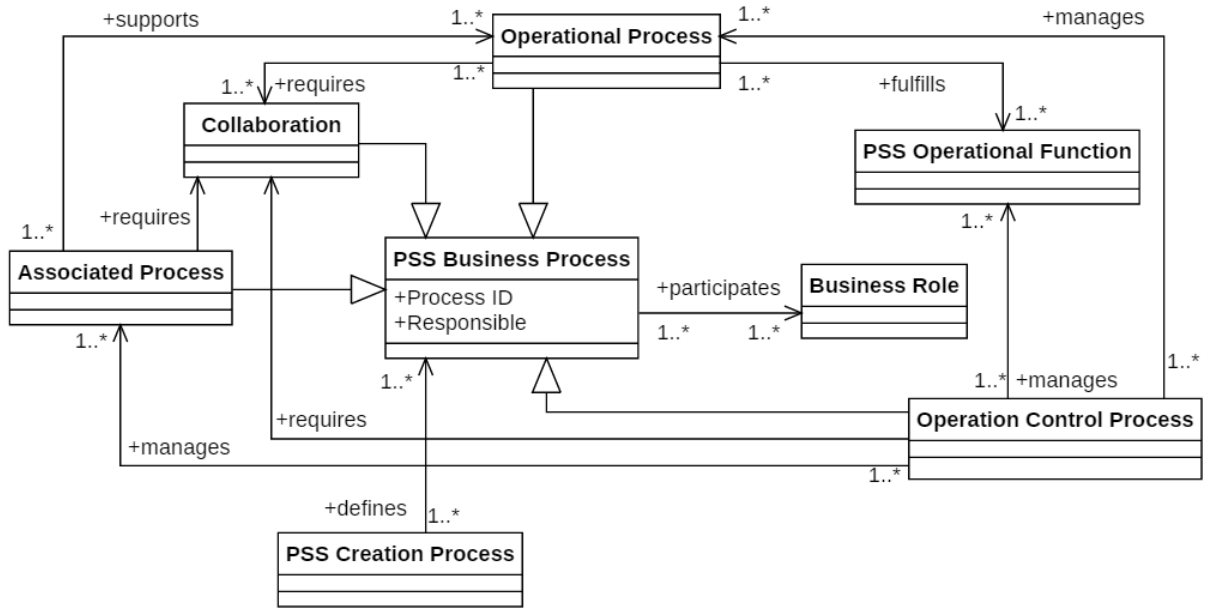 +supports
1..*
1..*
+manages
Operational Process
1..*
+requires
1..*
1..*
+fulfills
1..*
Collaboration
PSS Operational Function
+requires
1..*
1..*
Associated Process
PSS Business Process
+Process ID
+Responsible
+participates
1..*
1..*
Business Role
1..*
1..*
1..*
+manages
1..*
+requires
+manages
Operation Control Process
1..*
+defines
1..*
PSS Creation Process